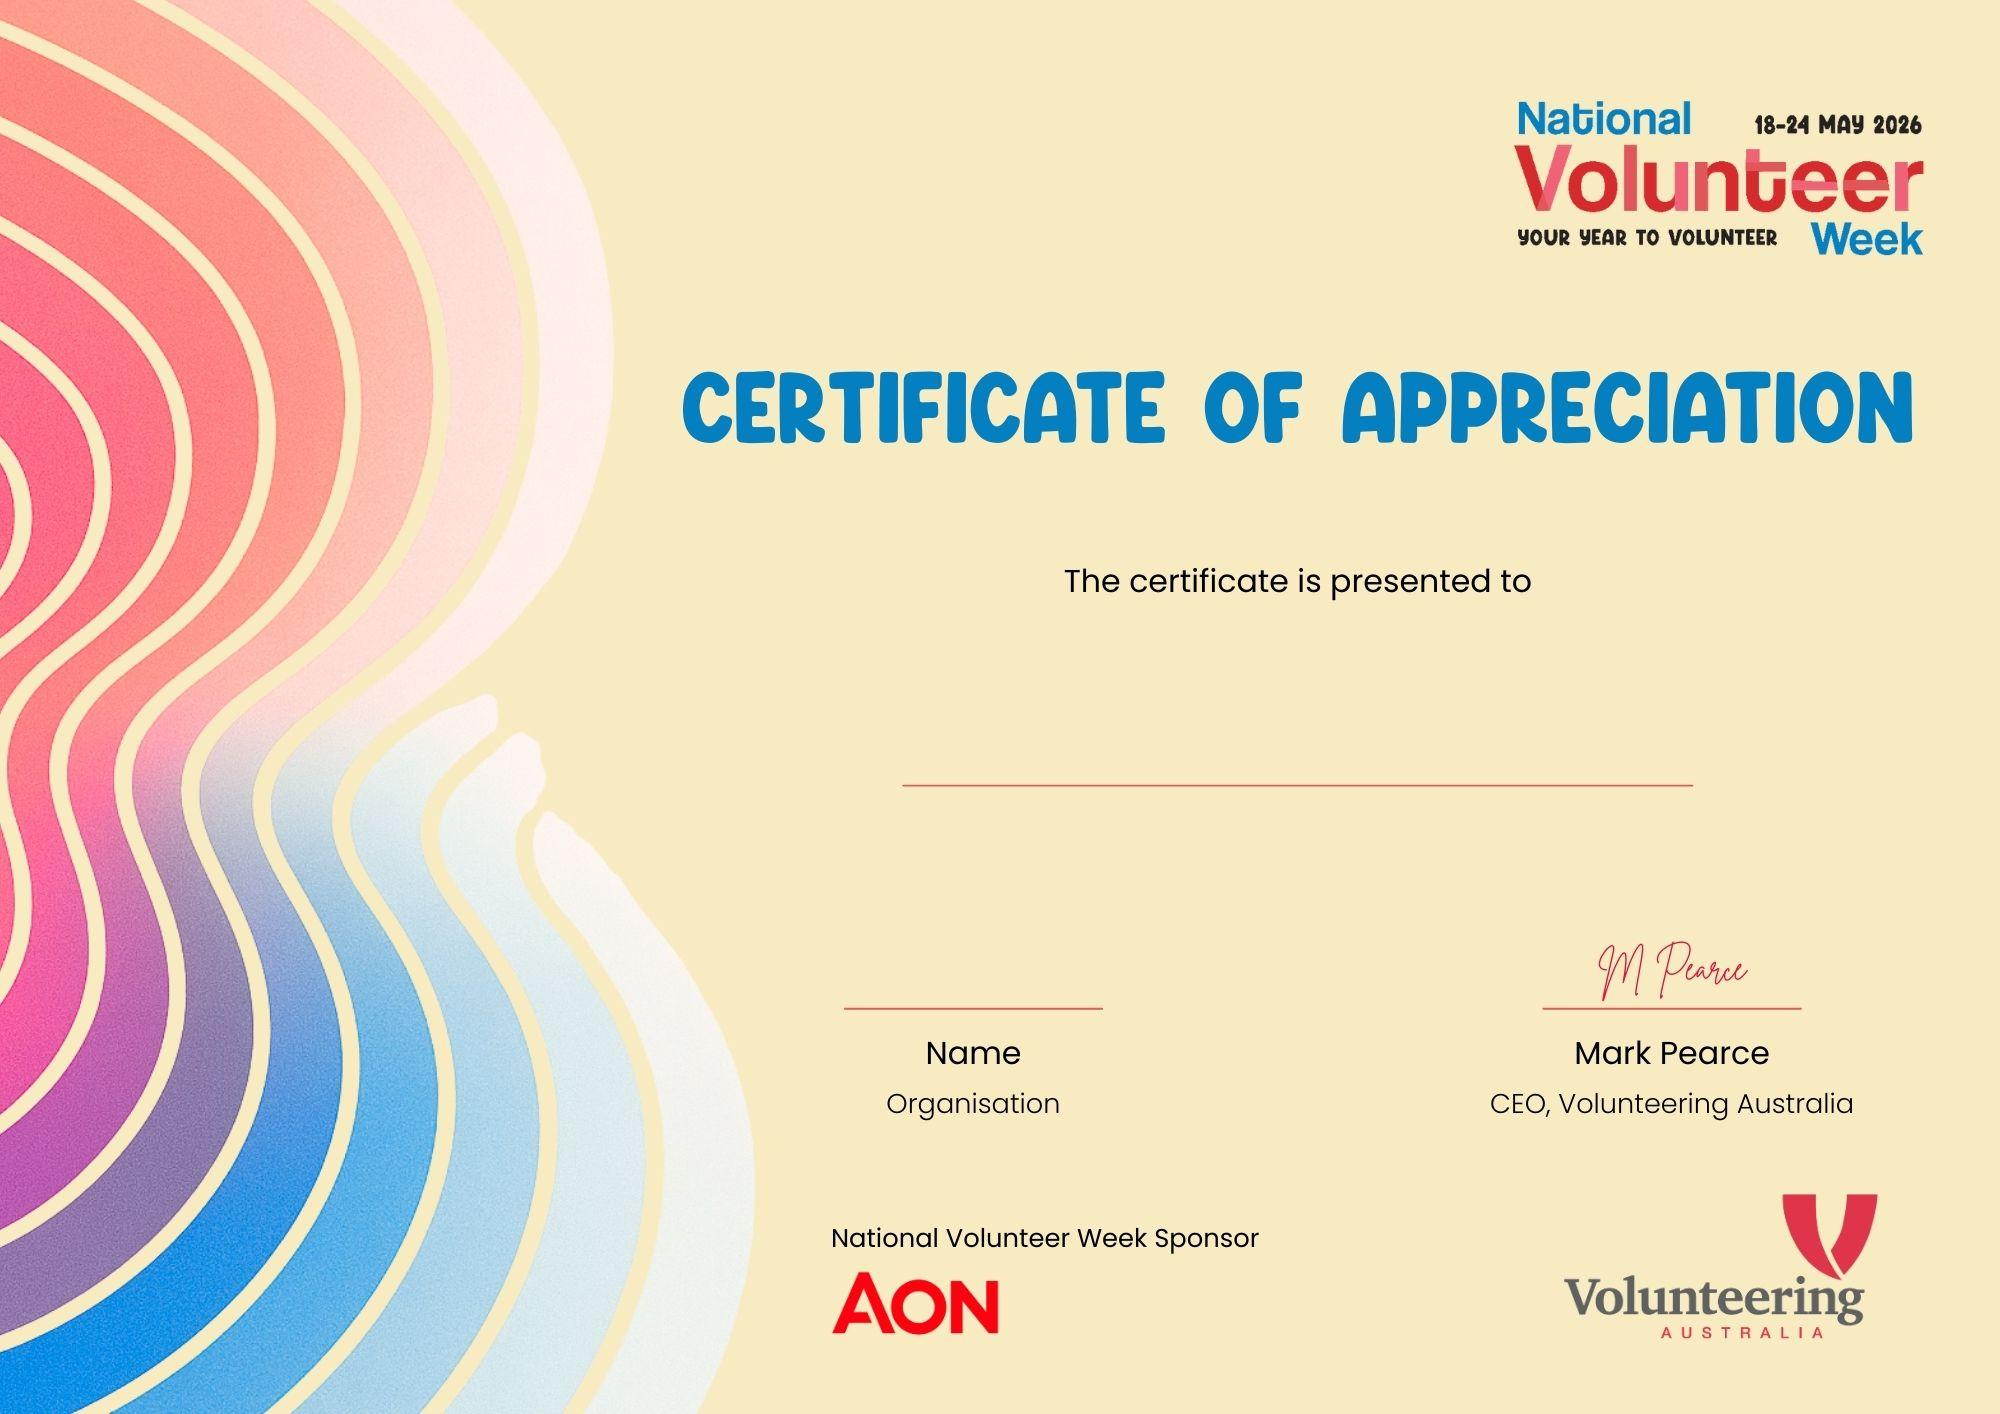 National
18-24 MAY 2026
Volunteer
YOUR YEAR TO VOLUNTEER
Week
CERTIFICATE OF APPRECIATION
The certificate is presented to
M Pearce
Name
Mark Pearce
Organisation
CEO, Volunteering Australia
National Volunteer Week Sponsor
AON
Volunteering
AUSTRALIA